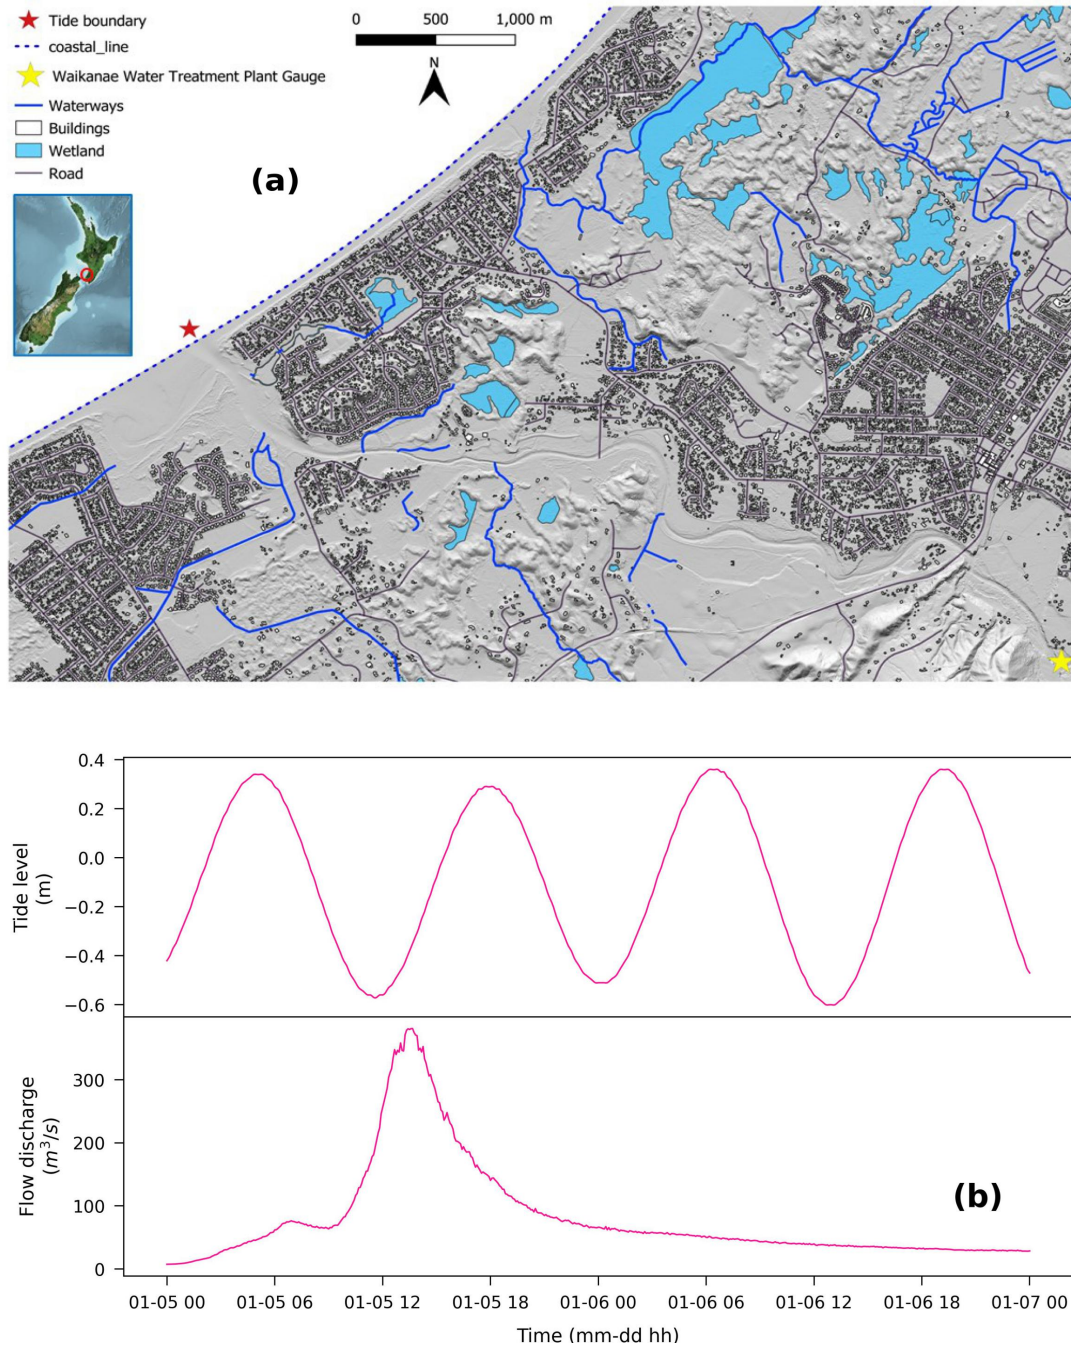 Tide boundary
coastal_line
Waikanae Water Treatment Plant Gauge
Waterways
Buildings
Wetland
Road
0 500 1,000 m
N
(a)
0.4
0.2
0.0
−0.2
−0.4
−0.6
Tide level
(m)
300
200
100
0
Flow discharge
(m³/s)
(b)
01-05 00 01-05 06 01-05 12 01-05 18 01-06 00 01-06 06 01-06 12 01-06 18 01-07 00
Time (mm-dd hh)